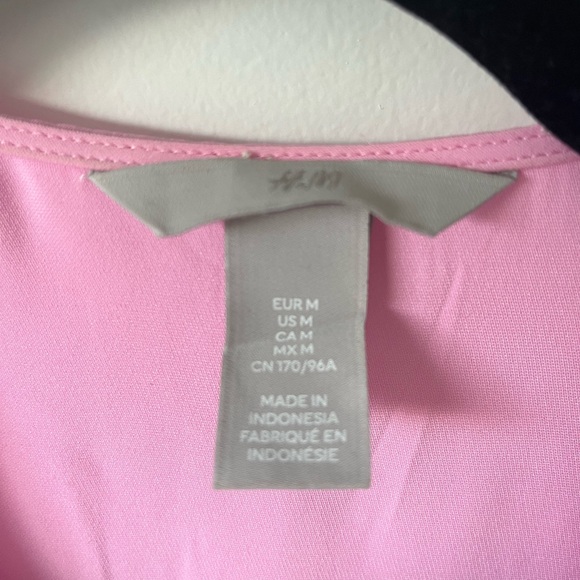 EUR M
US M
CA M
MX M
CN 170/96A
MADE IN
INDONESIA
FABRIQUÉ EN
INDONÉSIE